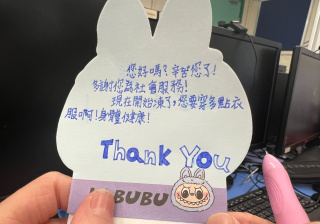 您好嗎？辛苦您了！
多謝您為社會服務！
現在開始凍了，您要穿多點衣
服啊！身體健康！
Thank You
LABUBU